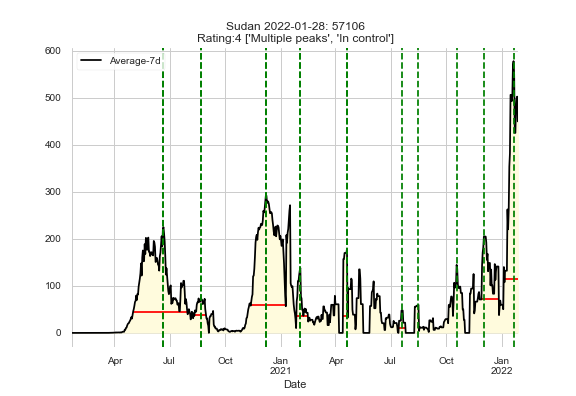 Sudan 2022-01-28: 57106
Rating:4 ['Multiple peaks', 'In control']
Average-7d
600
500
400
300
200
100
0
Apr Jul Oct Jan Apr Jul Oct Jan
2021 2022
Date